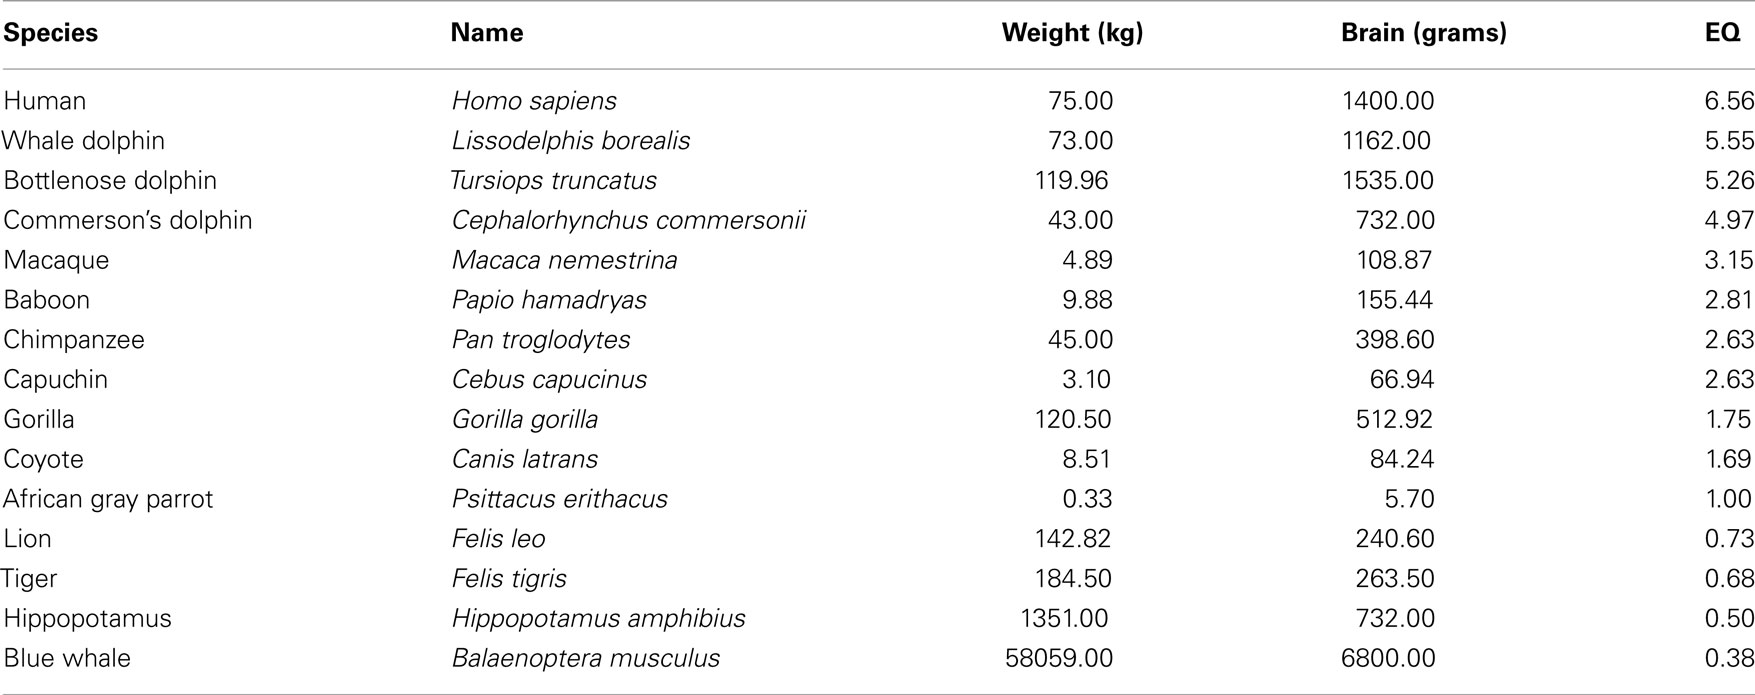 Species Name Weight (kg) Brain (grams) EQ
Human Homo sapiens 75.00 1400.00 6.56
Whale dolphin Lissodelphis borealis 73.00 1162.00 5.55
Bottlenose dolphin Tursiops truncatus 119.96 1535.00 5.26
Commerson’s dolphin Cephalorhynchus commersonii 43.00 732.00 4.97
Macaque Macaca nemestrina 4.89 108.87 3.15
Baboon Papio hamadryas 9.88 155.44 2.81
Chimpanzee Pan troglodytes 45.00 398.60 2.63
Capuchin Cebus capucinus 3.10 66.94 2.63
Gorilla Gorilla gorilla 120.50 512.92 1.75
Coyote Canis latrans 8.51 84.24 1.69
African gray parrot Psittacus erithacus 0.33 5.70 1.00
Lion Felis leo 142.82 240.60 0.73
Tiger Felis tigris 184.50 263.50 0.68
Hippopotamus Hippopotamus amphibius 1351.00 732.00 0.50
Blue whale Balaenoptera musculus 58059.00 6800.00 0.38